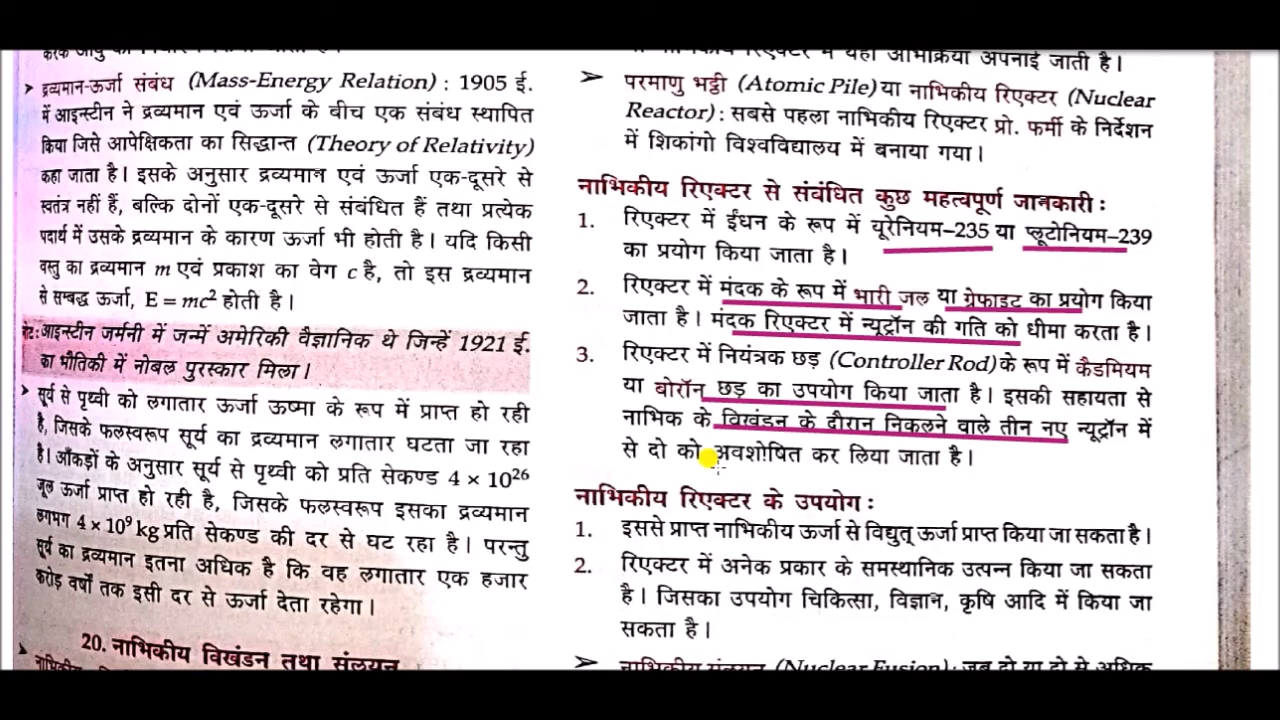 द्रव्यमान-ऊर्जा संबंध (Mass-Energy Relation) : 1905 ई.
में आइन्स्टीन ने द्रव्यमान एवं ऊर्जा के बीच एक संबंध स्थापित
किया जिसे आपेक्षिकता का सिद्धान्त (Theory of Relativity)
कहा जाता है। इसके अनुसार द्रव्यमान एवं ऊर्जा एक-दूसरे से
स्वतंत्र नहीं हैं, बल्कि दोनों एक-दूसरे से संबंधित हैं तथा प्रत्येक
पदार्थ में उसके द्रव्यमान के कारण ऊर्जा भी होती है। यदि किसी
वस्तु का द्रव्यमान m एवं प्रकाश का वेग c है, तो इस द्रव्यमान
से सम्बद्ध ऊर्जा, E = mc² होती है।
नोट: आइन्स्टीन जर्मनी में जन्में अमेरिकी वैज्ञानिक थे जिन्हें 1921 ई.
का भौतिकी में नोबल पुरस्कार मिला।
सूर्य से पृथ्वी को लगातार ऊर्जा ऊष्मा के रूप में प्राप्त हो रही
है, जिसके फलस्वरूप सूर्य का द्रव्यमान लगातार घटता जा रहा
है। आँकड़ों के अनुसार सूर्य से पृथ्वी को प्रति सेकण्ड 4 × 10²⁶
जूल ऊर्जा प्राप्त हो रही है, जिसके फलस्वरूप इसका द्रव्यमान
लगभग 4 × 10⁹ kg प्रति सेकण्ड की दर से घट रहा है। परन्तु
सूर्य का द्रव्यमान इतना अधिक है कि वह लगातार एक हजार
करोड़ वर्षों तक इसी दर से ऊर्जा देता रहेगा।
20. नाभिकीय विखंडन तथा संलयन
रिएक्टर में यही अभिक्रिया अपनाई जाती है।
➢ परमाणु भट्ठी (Atomic Pile) या नाभिकीय रिएक्टर (Nuclear
Reactor) : सबसे पहला नाभिकीय रिएक्टर प्रो. फर्मी के निर्देशन
में शिकांगो विश्वविद्यालय में बनाया गया।
नाभिकीय रिएक्टर से संबंधित कुछ महत्वपूर्ण जानकारी :
1. रिएक्टर में ईंधन के रूप में यूरेनियम–235 या प्लूटोनियम–239
का प्रयोग किया जाता है।
2. रिएक्टर में मंदक के रूप में भारी जल या ग्रेफाइट का प्रयोग किया
जाता है। मंदक रिएक्टर में न्यूट्रॉन की गति को धीमा करता है।
3. रिएक्टर में नियंत्रक छड़ (Controller Rod) के रूप में कैडमियम
या बोरॉन छड़ का उपयोग किया जाता है। इसकी सहायता से
नाभिक के विखंडन के दौरान निकलने वाले तीन नए न्यूट्रॉन में
से दो को अवशोषित कर लिया जाता है।
नाभिकीय रिएक्टर के उपयोग :
1. इससे प्राप्त नाभिकीय ऊर्जा से विद्युत् ऊर्जा प्राप्त किया जा सकता है।
2. रिएक्टर में अनेक प्रकार के समस्थानिक उत्पन्न किया जा सकता
है। जिसका उपयोग चिकित्सा, विज्ञान, कृषि आदि में किया जा
सकता है।
➢ नाभिकीय संलयन (Nuclear Fusion) : जब दो या दो से अधिक